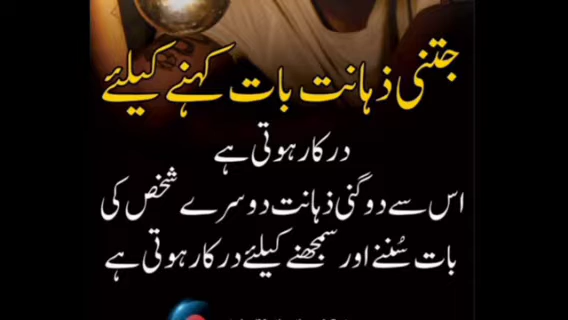 جتنی ذہانت بات کہنے کیلئے
درکار ہوتی ہے
اس سے دوگنی ذہانت دوسرے شخص کی
بات سُننے اور سمجھنے کیلئے درکار ہوتی ہے